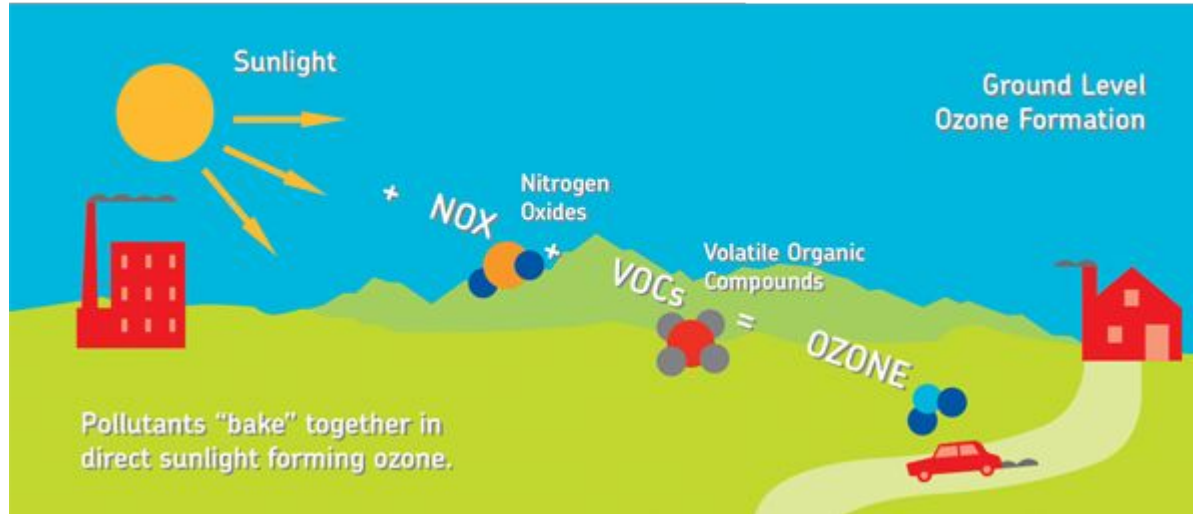 Sunlight
Ground Level
Ozone Formation
+
NOX
Nitrogen
Oxides
+
VOCs
Volatile Organic
Compounds
=
OZONE
Pollutants “bake” together in
direct sunlight forming ozone.